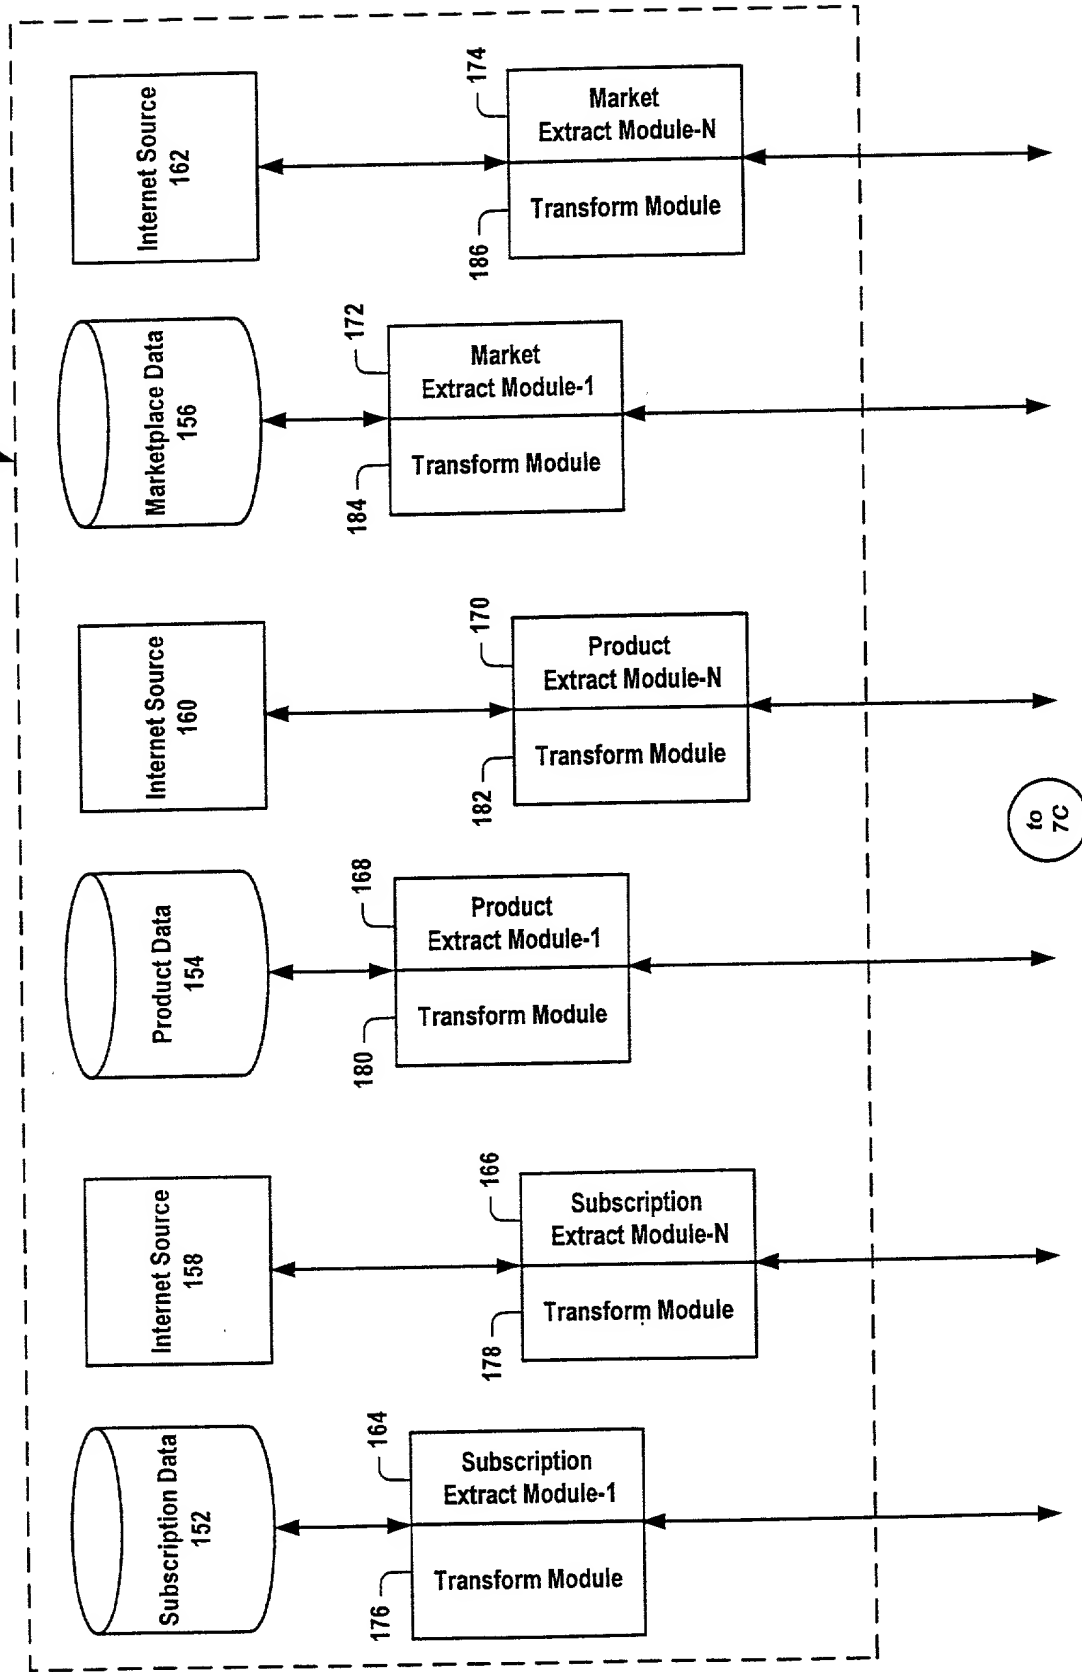 Internet Source
162
174
Market
Extract Module-N
Transform Module
186
Marketplace Data
156
172
Market
Extract Module-1
Transform Module
184
Internet Source
160
170
Product
Extract Module-N
Transform Module
182
Product Data
154
168
Product
Extract Module-1
Transform Module
180
Internet Source
158
166
Subscription
Extract Module-N
Transform Module
178
Subscription Data
152
164
Subscription
Extract Module-1
Transform Module
176
to
7C